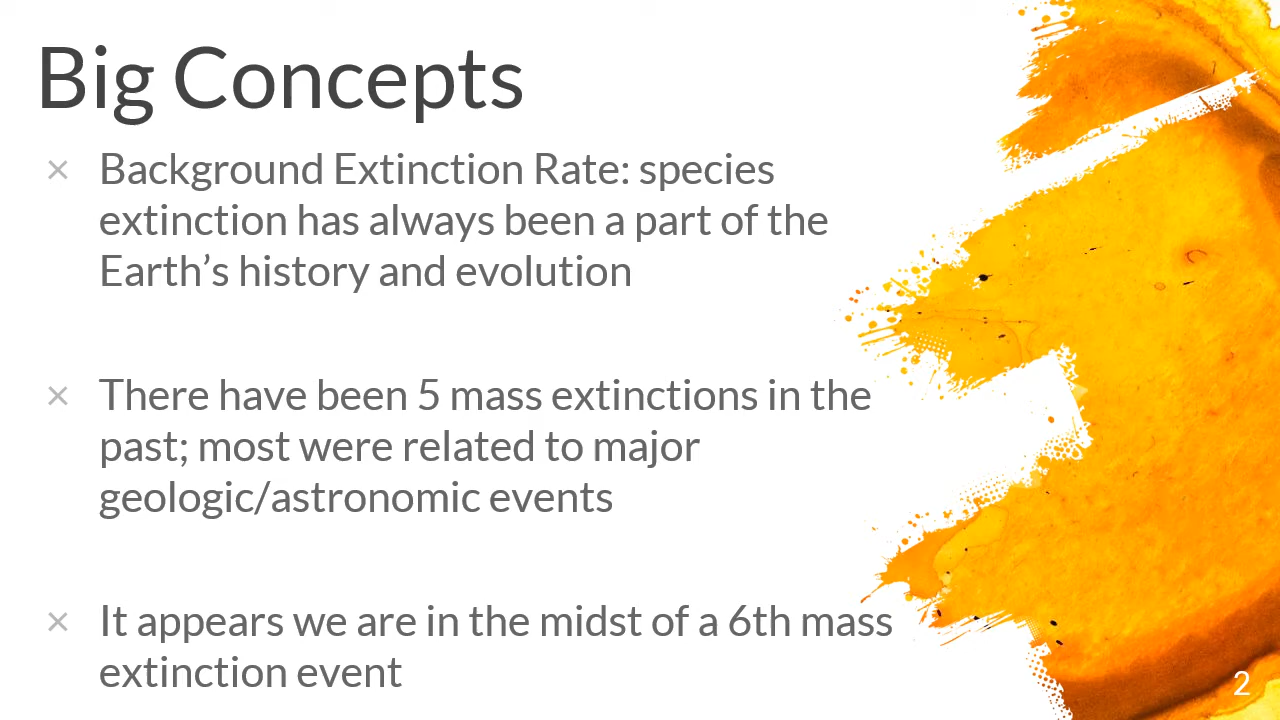 Big Concepts
× Background Extinction Rate: species
extinction has always been a part of the
Earth’s history and evolution
× There have been 5 mass extinctions in the
past; most were related to major
geologic/astronomic events
× It appears we are in the midst of a 6th mass
extinction event
2